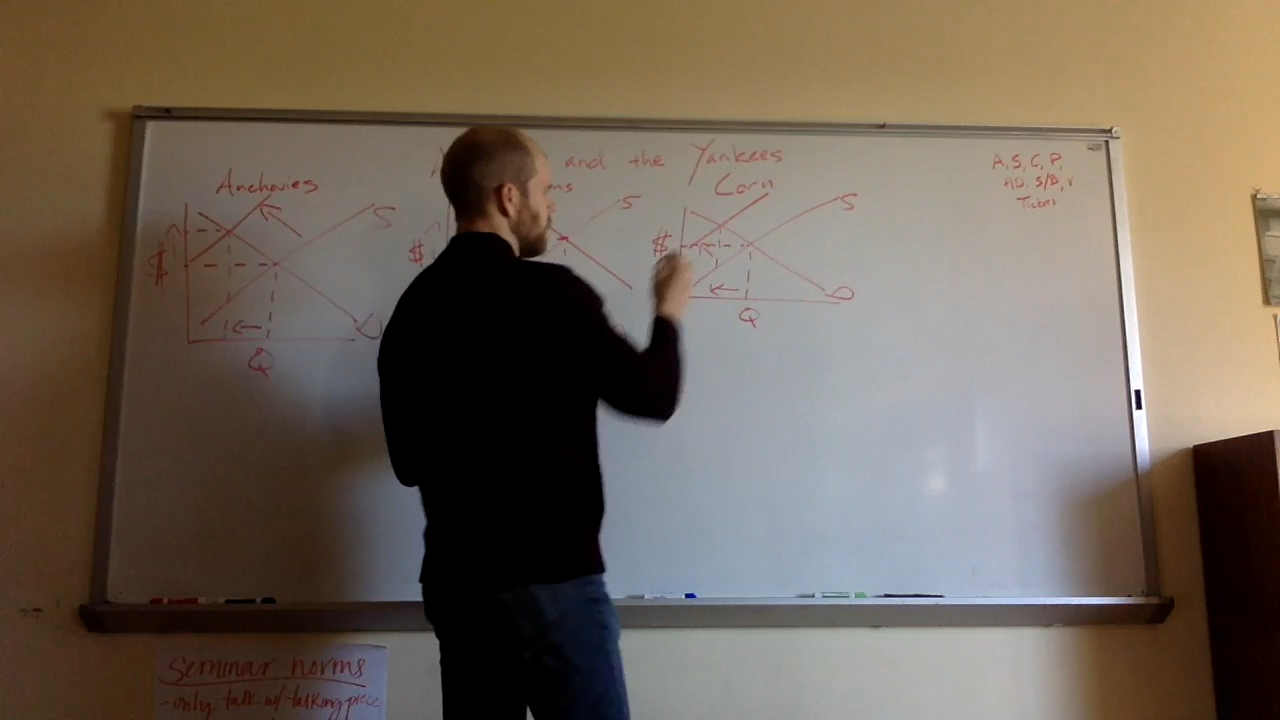 and the Yankees
Anchovies
Corn
A, S, C, P,
HD, S/B,
Tickets
$
S
D
Q
$
S
$
S
D
Q
Seminar norms
- only talk w/ talking piece